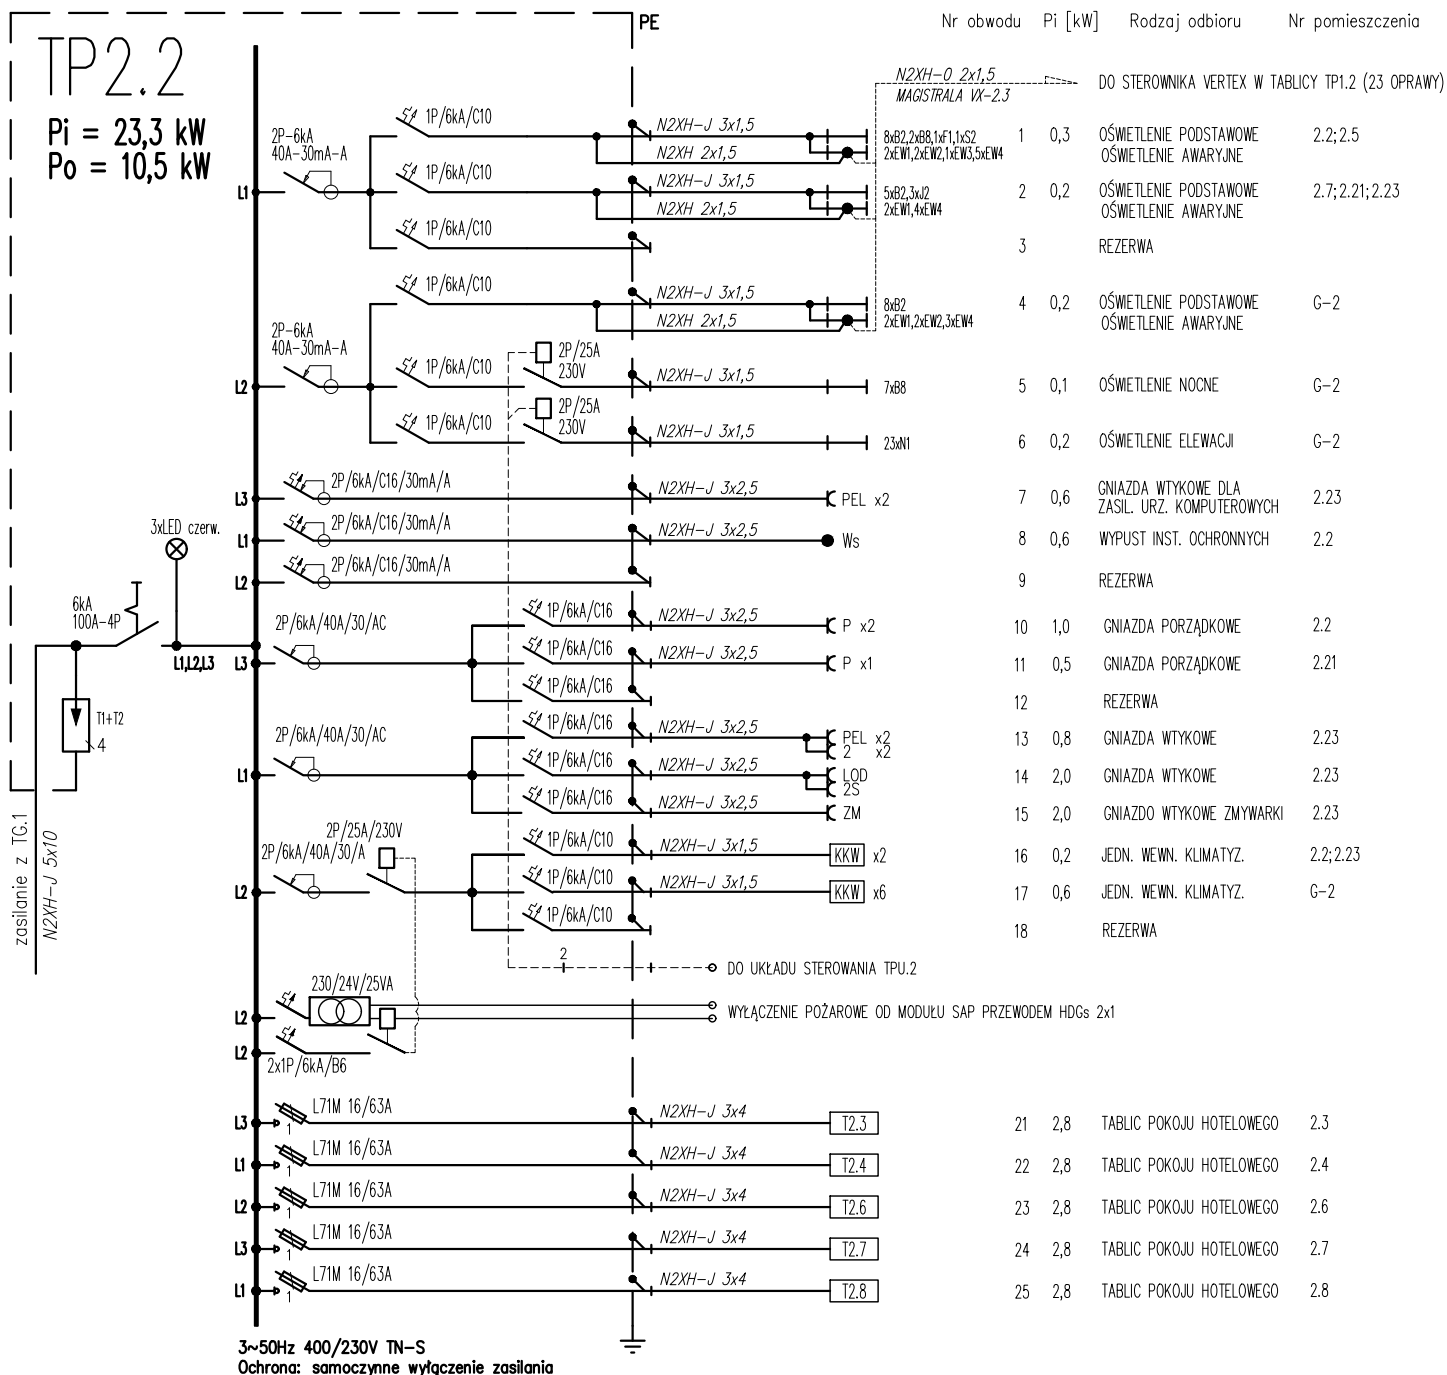 PE
Nr obwodu Pi [kW] Rodzaj odbioru Nr pomieszczenia
TP2.2
Pi = 23,3 kW
Po = 10,5 kW
N2XH-O 2x1,5
MAGISTRALA VX-2.3
DO STEROWNIKA VERTEX W TABLICY TP1.2 (23 OPRAWY)
2P-6kA
40A-30mA-A
L1
1P/6kA/C10
N2XH-J 3x1,5
N2XH 2x1,5
8xB2,2xB8,1xF1,1xS2
2xEW1,2xEW2,1xEW3,5xEW4
1 0,3 OŚWIETLENIE PODSTAWOWE 2.2;2.5
OŚWIETLENIE AWARYJNE
1P/6kA/C10
N2XH-J 3x1,5
N2XH 2x1,5
5xB2,3xJ2
2xEW1,4xEW4
2 0,2 OŚWIETLENIE PODSTAWOWE 2.7;2.21;2.23
OŚWIETLENIE AWARYJNE
1P/6kA/C10
3 REZERWA
2P-6kA
40A-30mA-A
L2
1P/6kA/C10
N2XH-J 3x1,5
N2XH 2x1,5
8xB2
2xEW1,2xEW2,3xEW4
4 0,2 OŚWIETLENIE PODSTAWOWE G-2
OŚWIETLENIE AWARYJNE
1P/6kA/C10
2P/25A
230V
N2XH-J 3x1,5
7xB8
5 0,1 OŚWIETLENIE NOCNE G-2
1P/6kA/C10
2P/25A
230V
N2XH-J 3x1,5
23xN1
6 0,2 OŚWIETLENIE ELEWACJI G-2
L3 2P/6kA/C16/30mA/A N2XH-J 3x2,5 PEL x2
7 0,6 GNIAZDA WTYKOWE DLA 2.23
ZASIL. URZ. KOMPUTEROWYCH
L1 2P/6kA/C16/30mA/A N2XH-J 3x2,5 Ws
8 0,6 WYPUST INST. OCHRONNYCH 2.2
L2 2P/6kA/C16/30mA/A
9 REZERWA
3xLED czerw.
6kA
100A-4P
L1,L2,L3
T1+T2
4
zasilanie z TG.1
N2XH-J 5x10
2P/6kA/40A/30/AC
L3
1P/6kA/C16 N2XH-J 3x2,5 P x2
10 1,0 GNIAZDA PORZĄDKOWE 2.2
1P/6kA/C16 N2XH-J 3x2,5 P x1
11 0,5 GNIAZDA PORZĄDKOWE 2.21
1P/6kA/C16
12 REZERWA
2P/6kA/40A/30/AC
L1
1P/6kA/C16 N2XH-J 3x2,5 PEL x2
2 x2
13 0,8 GNIAZDA WTYKOWE 2.23
1P/6kA/C16 N2XH-J 3x2,5 LOD
2S
14 2,0 GNIAZDA WTYKOWE 2.23
1P/6kA/C16 N2XH-J 3x2,5 ZM
15 2,0 GNIAZDO WTYKOWE ZMYWARKI 2.23
2P/25A/230V
2P/6kA/40A/30/A
L2
1P/6kA/C10 N2XH-J 3x1,5 KKW x2
16 0,2 JEDN. WEWN. KLIMATYZ. 2.2;2.23
1P/6kA/C10 N2XH-J 3x1,5 KKW x6
17 0,6 JEDN. WEWN. KLIMATYZ. G-2
1P/6kA/C10
18 REZERWA
2
DO UKŁADU STEROWANIA TPU.2
230/24V/25VA
L2
WYŁĄCZENIE POŻAROWE OD MODUŁU SAP PRZEWODEM HDGs 2x1
L2
2x1P/6kA/B6
L3 1 L71M 16/63A N2XH-J 3x4 T2.3 21 2,8 TABLIC POKOJU HOTELOWEGO 2.3
L1 1 L71M 16/63A N2XH-J 3x4 T2.4 22 2,8 TABLIC POKOJU HOTELOWEGO 2.4
L2 1 L71M 16/63A N2XH-J 3x4 T2.6 23 2,8 TABLIC POKOJU HOTELOWEGO 2.6
L3 1 L71M 16/63A N2XH-J 3x4 T2.7 24 2,8 TABLIC POKOJU HOTELOWEGO 2.7
L1 1 L71M 16/63A N2XH-J 3x4 T2.8 25 2,8 TABLIC POKOJU HOTELOWEGO 2.8
3~50Hz 400/230V TN-S
Ochrona: samoczynne wyłączenie zasilania